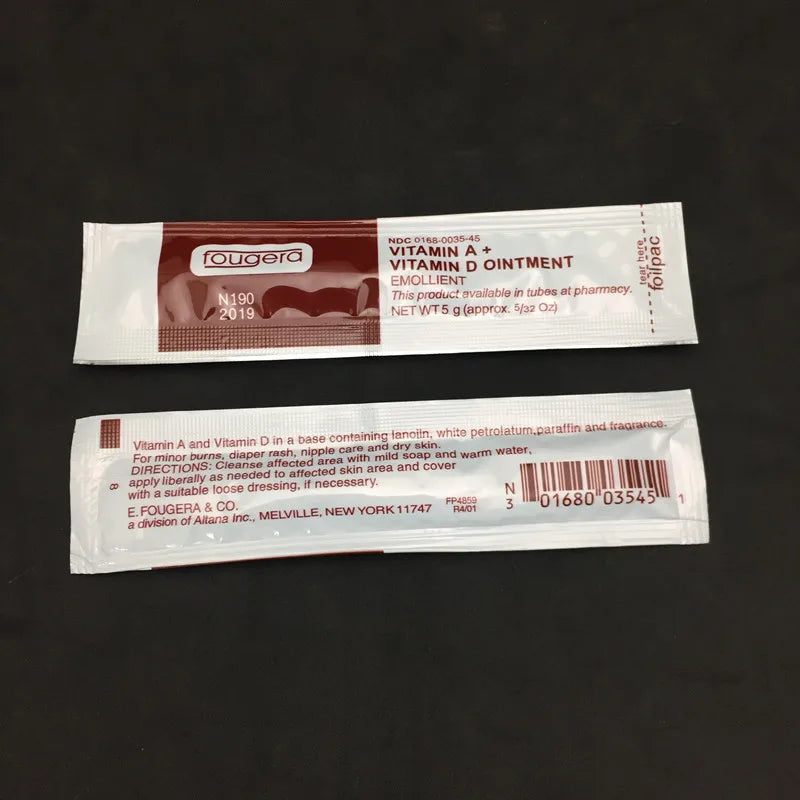 fougera
N190
2019
NDC 0168-0035-45
VITAMIN A +
VITAMIN D OINTMENT
EMOLLIENT
This product available in tubes at pharmacy.
NET WT 5 g (approx. 5/32 Oz)
tear here
foilpac
Vitamin A and Vitamin D in a base containing lanolin, white petrolatum,paraffin and fragrance.
For minor burns, diaper rash, nipple care and dry skin.
DIRECTIONS: Cleanse affected area with mild soap and warm water,
apply liberally as needed to affected skin area and cover
with a suitable loose dressing, if necessary.
E. FOUGERA & CO.
a division of Altana Inc., MELVILLE, NEW YORK 11747
FP4859
R4/01
8
N
3
01680 03545
1